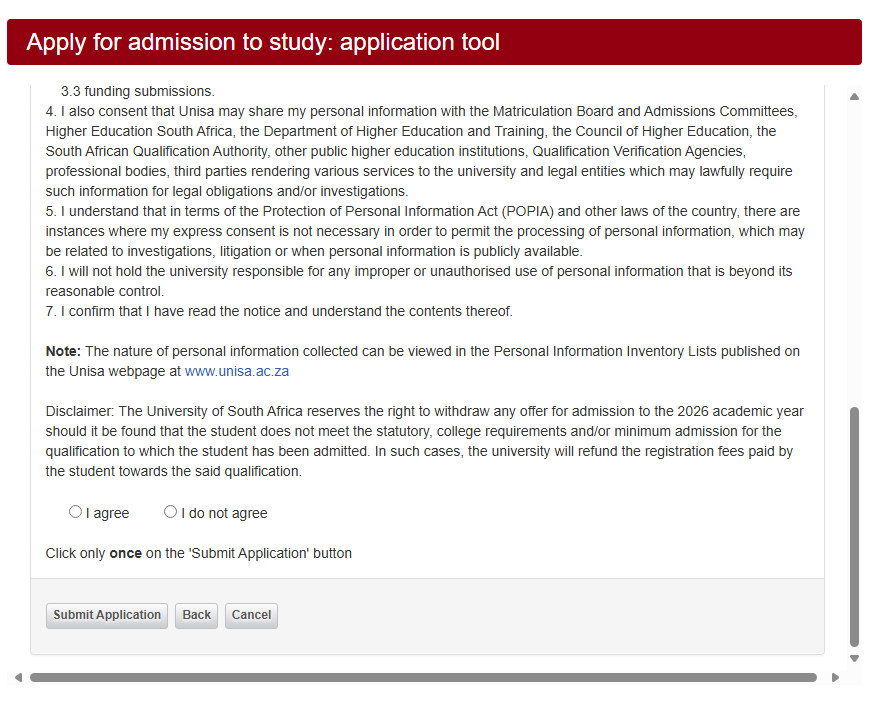 Apply for admission to study: application tool
3.3 funding submissions.
4. I also consent that Unisa may share my personal information with the Matriculation Board and Admissions Committees,
Higher Education South Africa, the Department of Higher Education and Training, the Council of Higher Education, the
South African Qualification Authority, other public higher education institutions, Qualification Verification Agencies,
professional bodies, third parties rendering various services to the university and legal entities which may lawfully require
such information for legal obligations and/or investigations.
5. I understand that in terms of the Protection of Personal Information Act (POPIA) and other laws of the country, there are
instances where my express consent is not necessary in order to permit the processing of personal information, which may
be related to investigations, litigation or when personal information is publicly available.
6. I will not hold the university responsible for any improper or unauthorised use of personal information that is beyond its
reasonable control.
7. I confirm that I have read the notice and understand the contents thereof.
Note: The nature of personal information collected can be viewed in the Personal Information Inventory Lists published on
the Unisa webpage at www.unisa.ac.za
Disclaimer: The University of South Africa reserves the right to withdraw any offer for admission to the 2026 academic year
should it be found that the student does not meet the statutory, college requirements and/or minimum admission for the
qualification to which the student has been admitted. In such cases, the university will refund the registration fees paid by
the student towards the said qualification.
I agree I do not agree
Click only once on the 'Submit Application' button
Submit Application Back Cancel